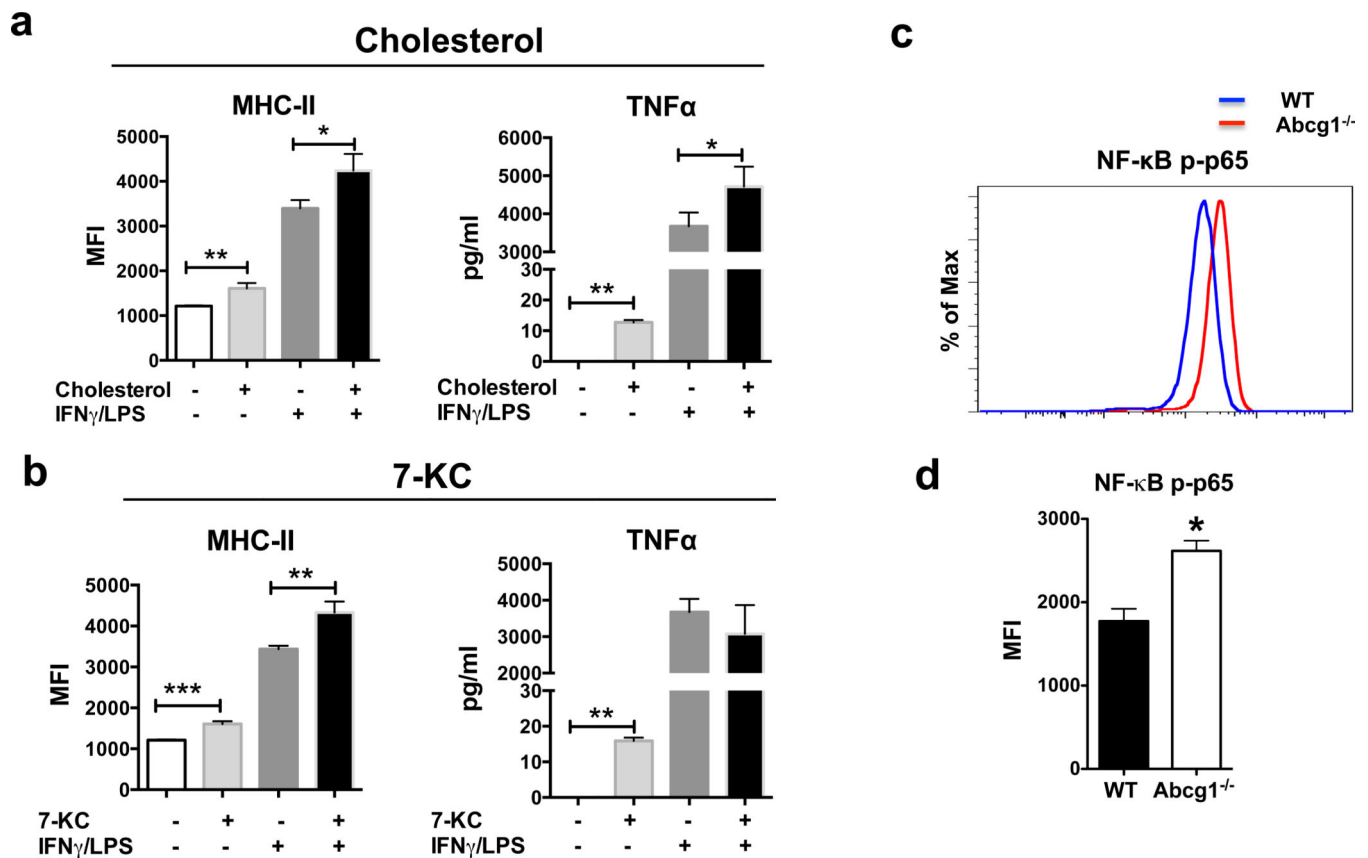 a
Cholesterol
MHC-II
MFI
5000
4000
3000
2000
1000
0
**
*
Cholesterol - + - +
IFNγ/LPS - - + +
TNFα
pg/ml
6000
5000
4000
3000
30
20
10
0
**
*
Cholesterol - + - +
IFNγ/LPS - - + +
b
7-KC
MHC-II
MFI
5000
4000
3000
2000
1000
0
***
**
7-KC - + - +
IFNγ/LPS - - + +
TNFα
pg/ml
5000
4000
3000
2000
30
20
10
0
**
7-KC - + - +
IFNγ/LPS - - + +
c
WT
Abcg1-/-
NF-κB p-p65
% of Max
d
NF-κB p-p65
MFI
3000
2000
1000
0
*
WT Abcg1-/-